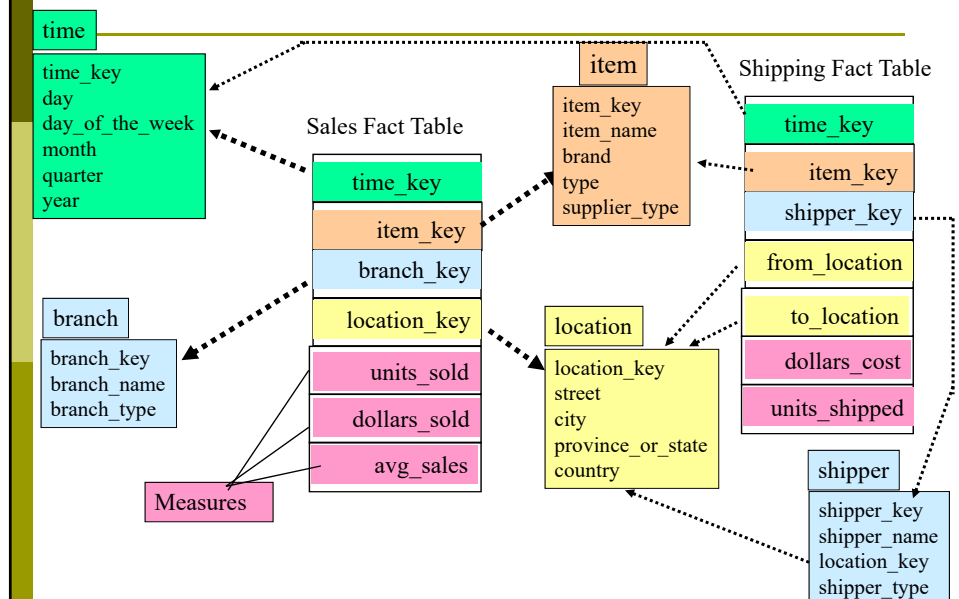 time
time_key
day
day_of_the_week
month
quarter
year
Sales Fact Table
time_key
item_key
branch_key
location_key
units_sold
dollars_sold
avg_sales
Measures
branch
branch_key
branch_name
branch_type
item
item_key
item_name
brand
type
supplier_type
location
location_key
street
city
province_or_state
country
Shipping Fact Table
time_key
item_key
shipper_key
from_location
to_location
dollars_cost
units_shipped
shipper
shipper_key
shipper_name
location_key
shipper_type